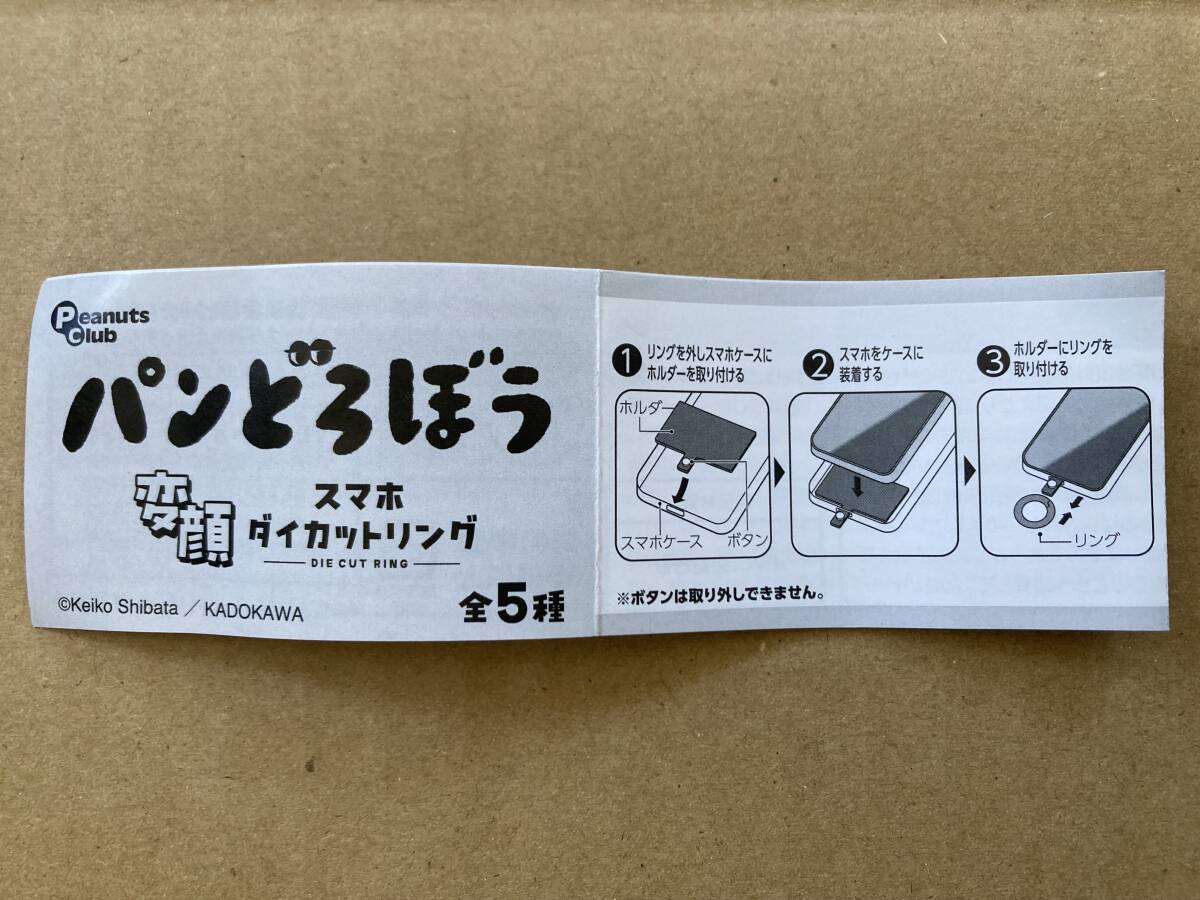 Peanuts
Club
パンどろぼう
変顔
スマホ
ダイカットリング
DIE CUT RING
©Keiko Shibata／KADOKAWA
全5種
1 リングを外しスマホケースに
ホルダーを取り付ける
ホルダー
スマホケース
ボタン
2 スマホをケースに
装着する
3 ホルダーにリングを
取り付ける
リング
※ボタンは取り外しできません。